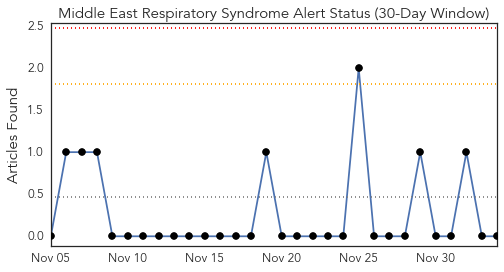 Middle East Respiratory Syndrome Alert Status (30-Day Window)
Articles Found
2.5
2.0
1.5
1.0
0.5
0.0
Nov 05 Nov 10 Nov 15 Nov 20 Nov 25 Nov 30